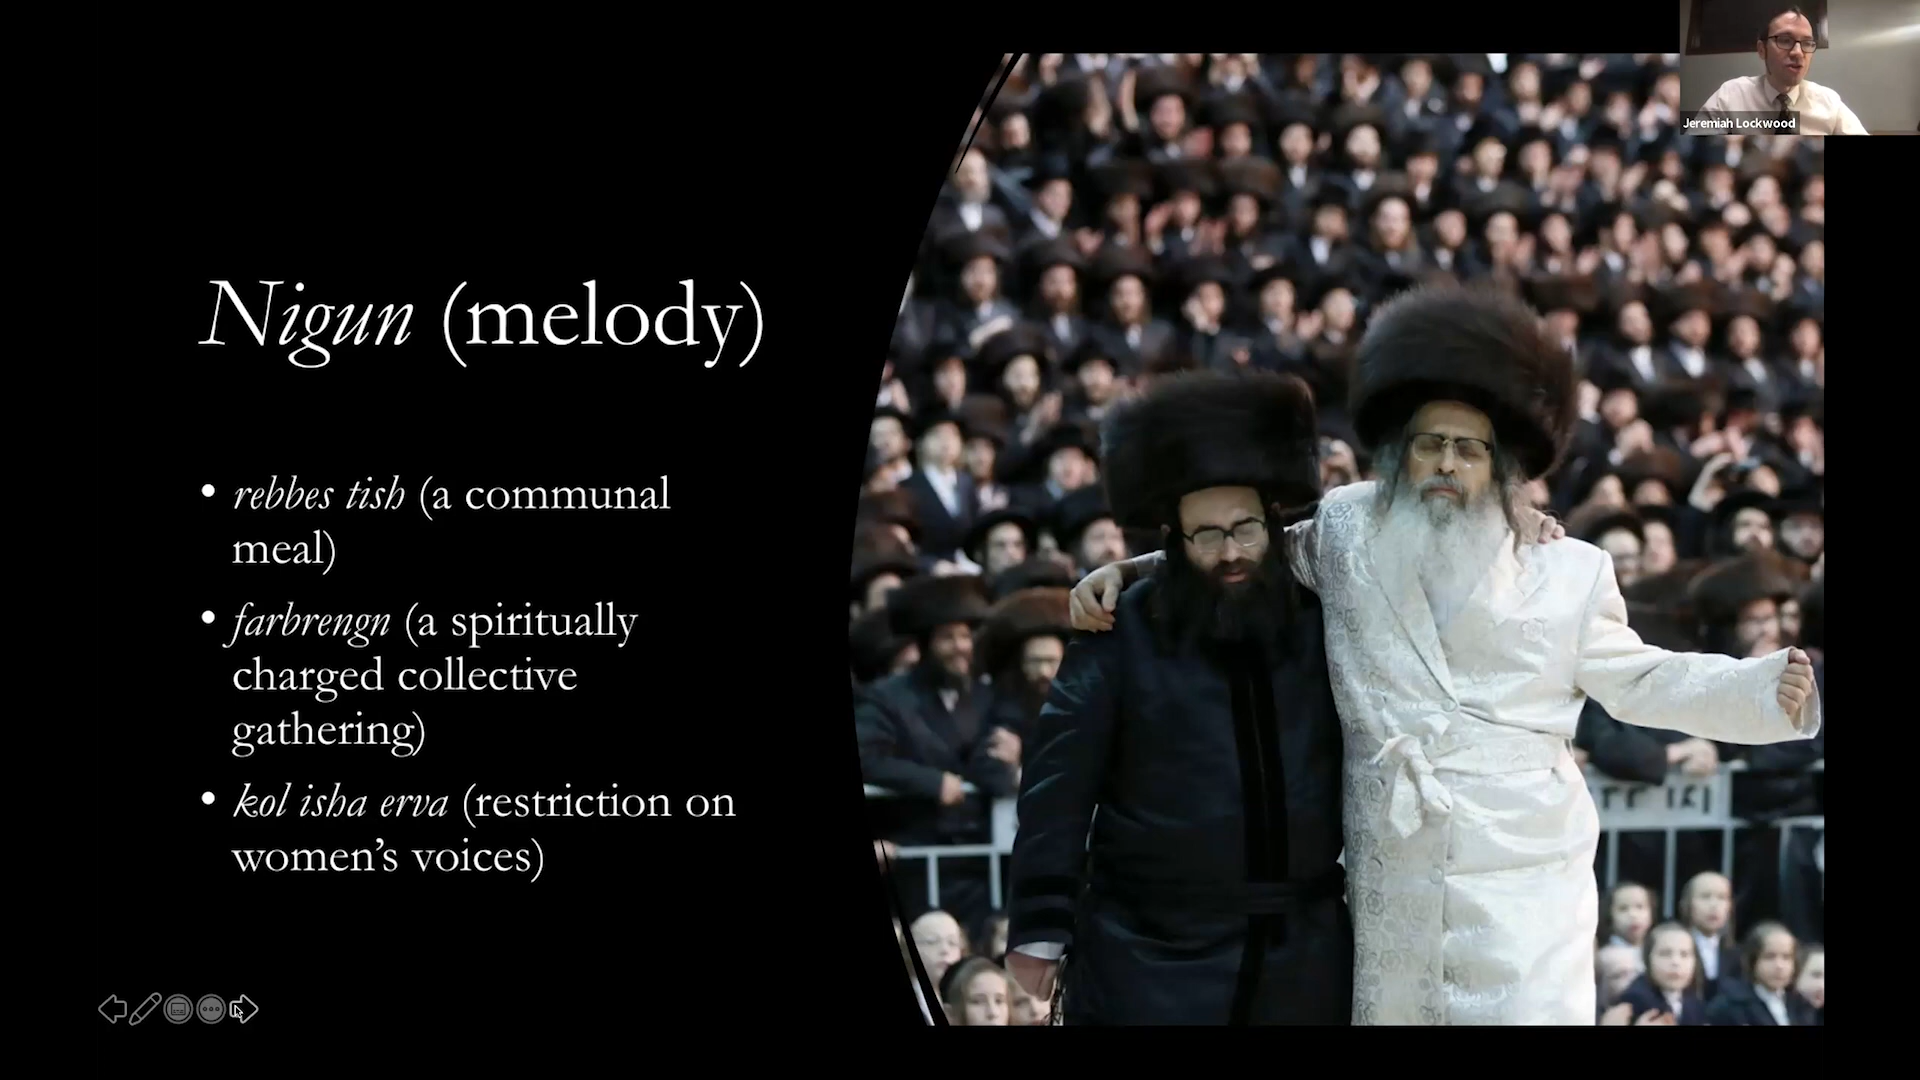 Jeremiah Lockwood
Nigun (melody)
• rebbes tish (a communal
meal)
• farbrengn (a spiritually
charged collective
gathering)
• kol isha erva (restriction on
women’s voices)